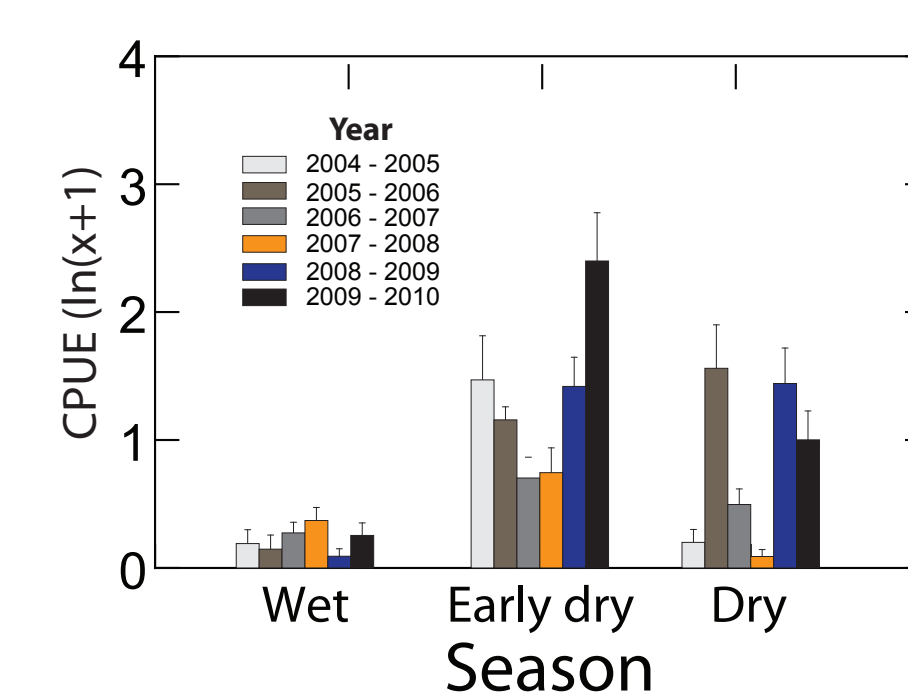 4
3
2
1
0
CPUE (ln(x+1)
Year
2004 - 2005
2005 - 2006
2006 - 2007
2007 - 2008
2008 - 2009
2009 - 2010
Wet Early dry Dry
Season